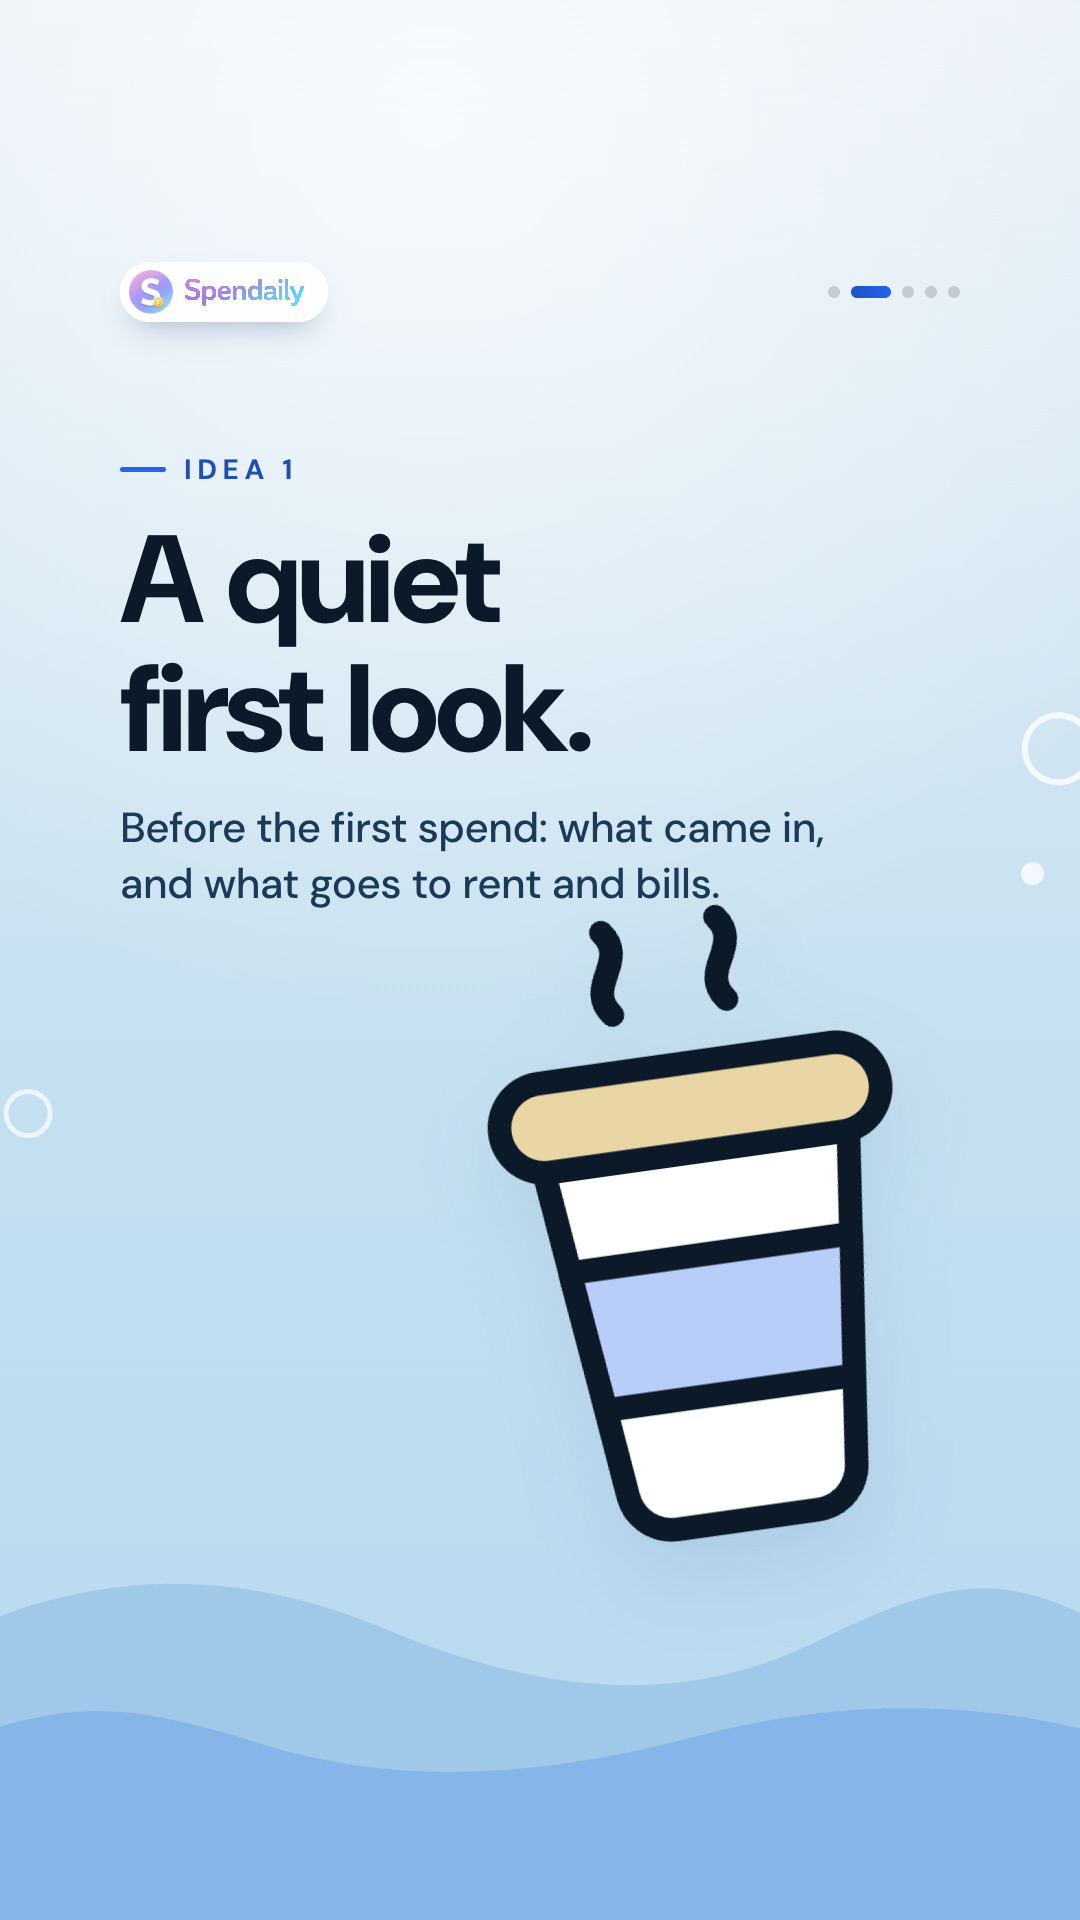 Spendaily
IDEA 1
A quiet
first look.
Before the first spend: what came in,
and what goes to rent and bills.